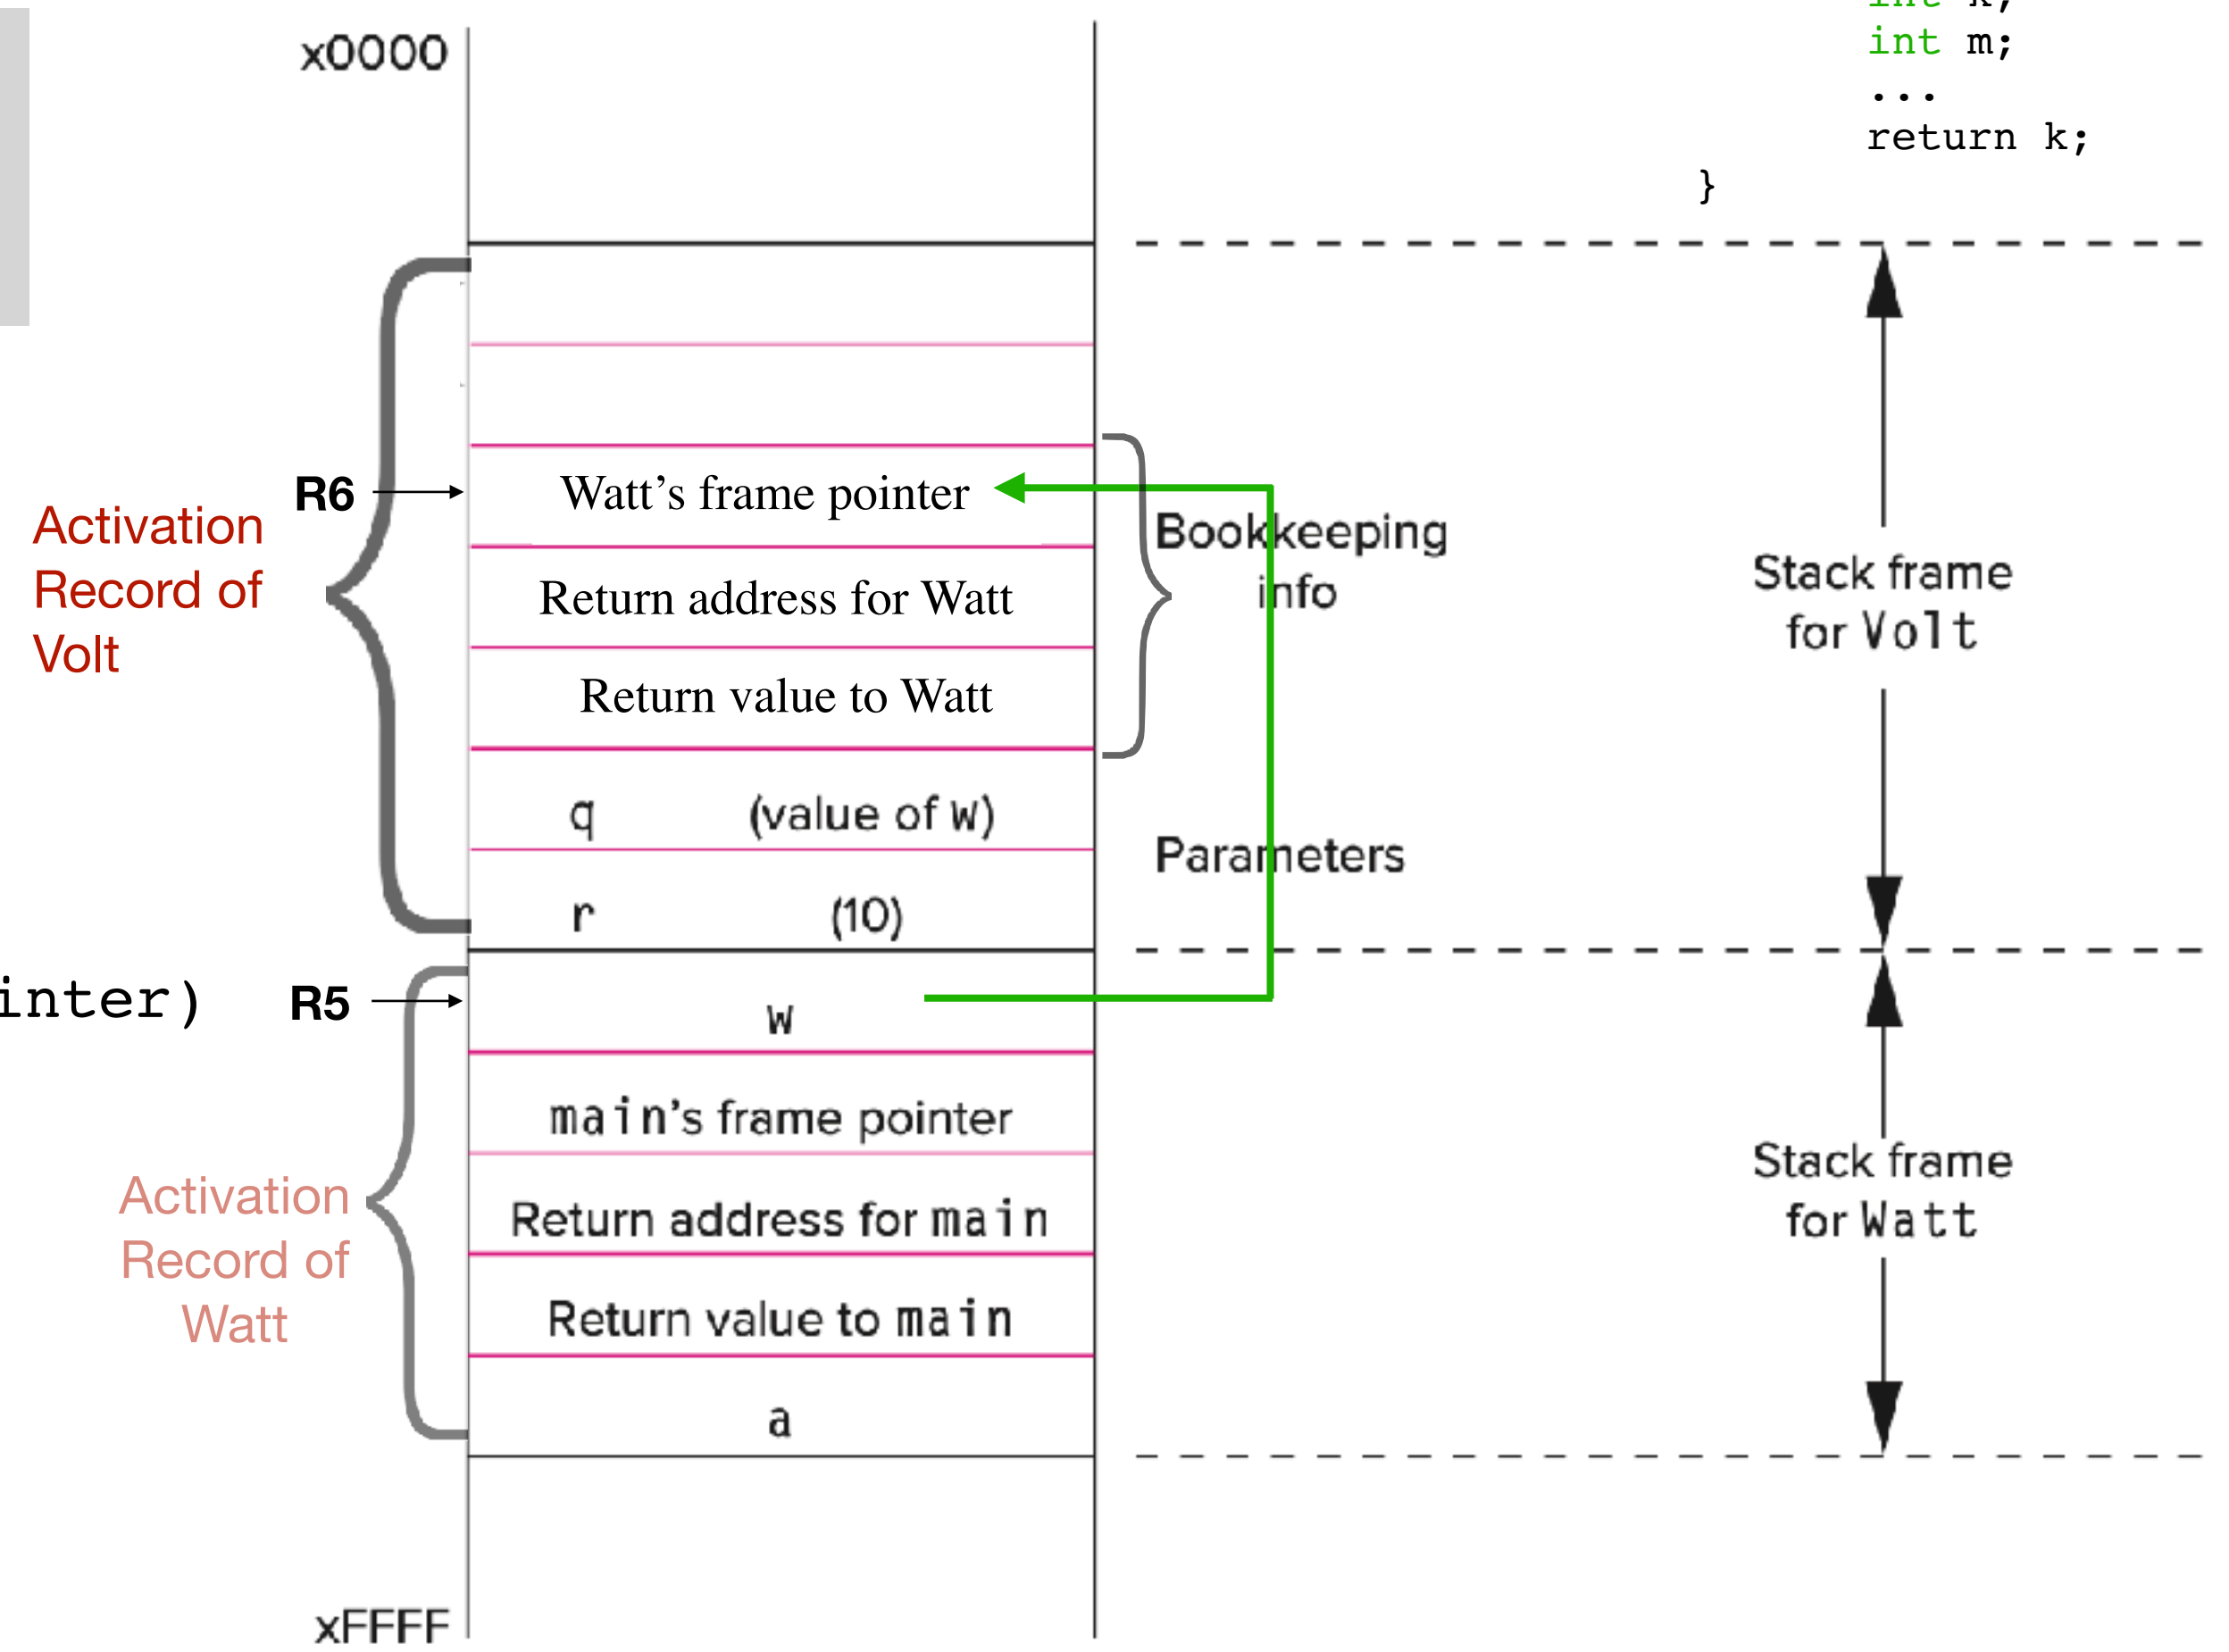 int k;
int m;
...
return k;
}
x0000
R6
Watt's frame pointer
Return address for Watt
Return value to Watt
q (value of w)
r (10)
Activation
Record of
Volt
Bookkeeping
info
Parameters
Stack frame
for Volt
inter)
R5
w
main's frame pointer
Return address for main
Return value to main
a
Activation
Record of
Watt
Stack frame
for Watt
xFFFF